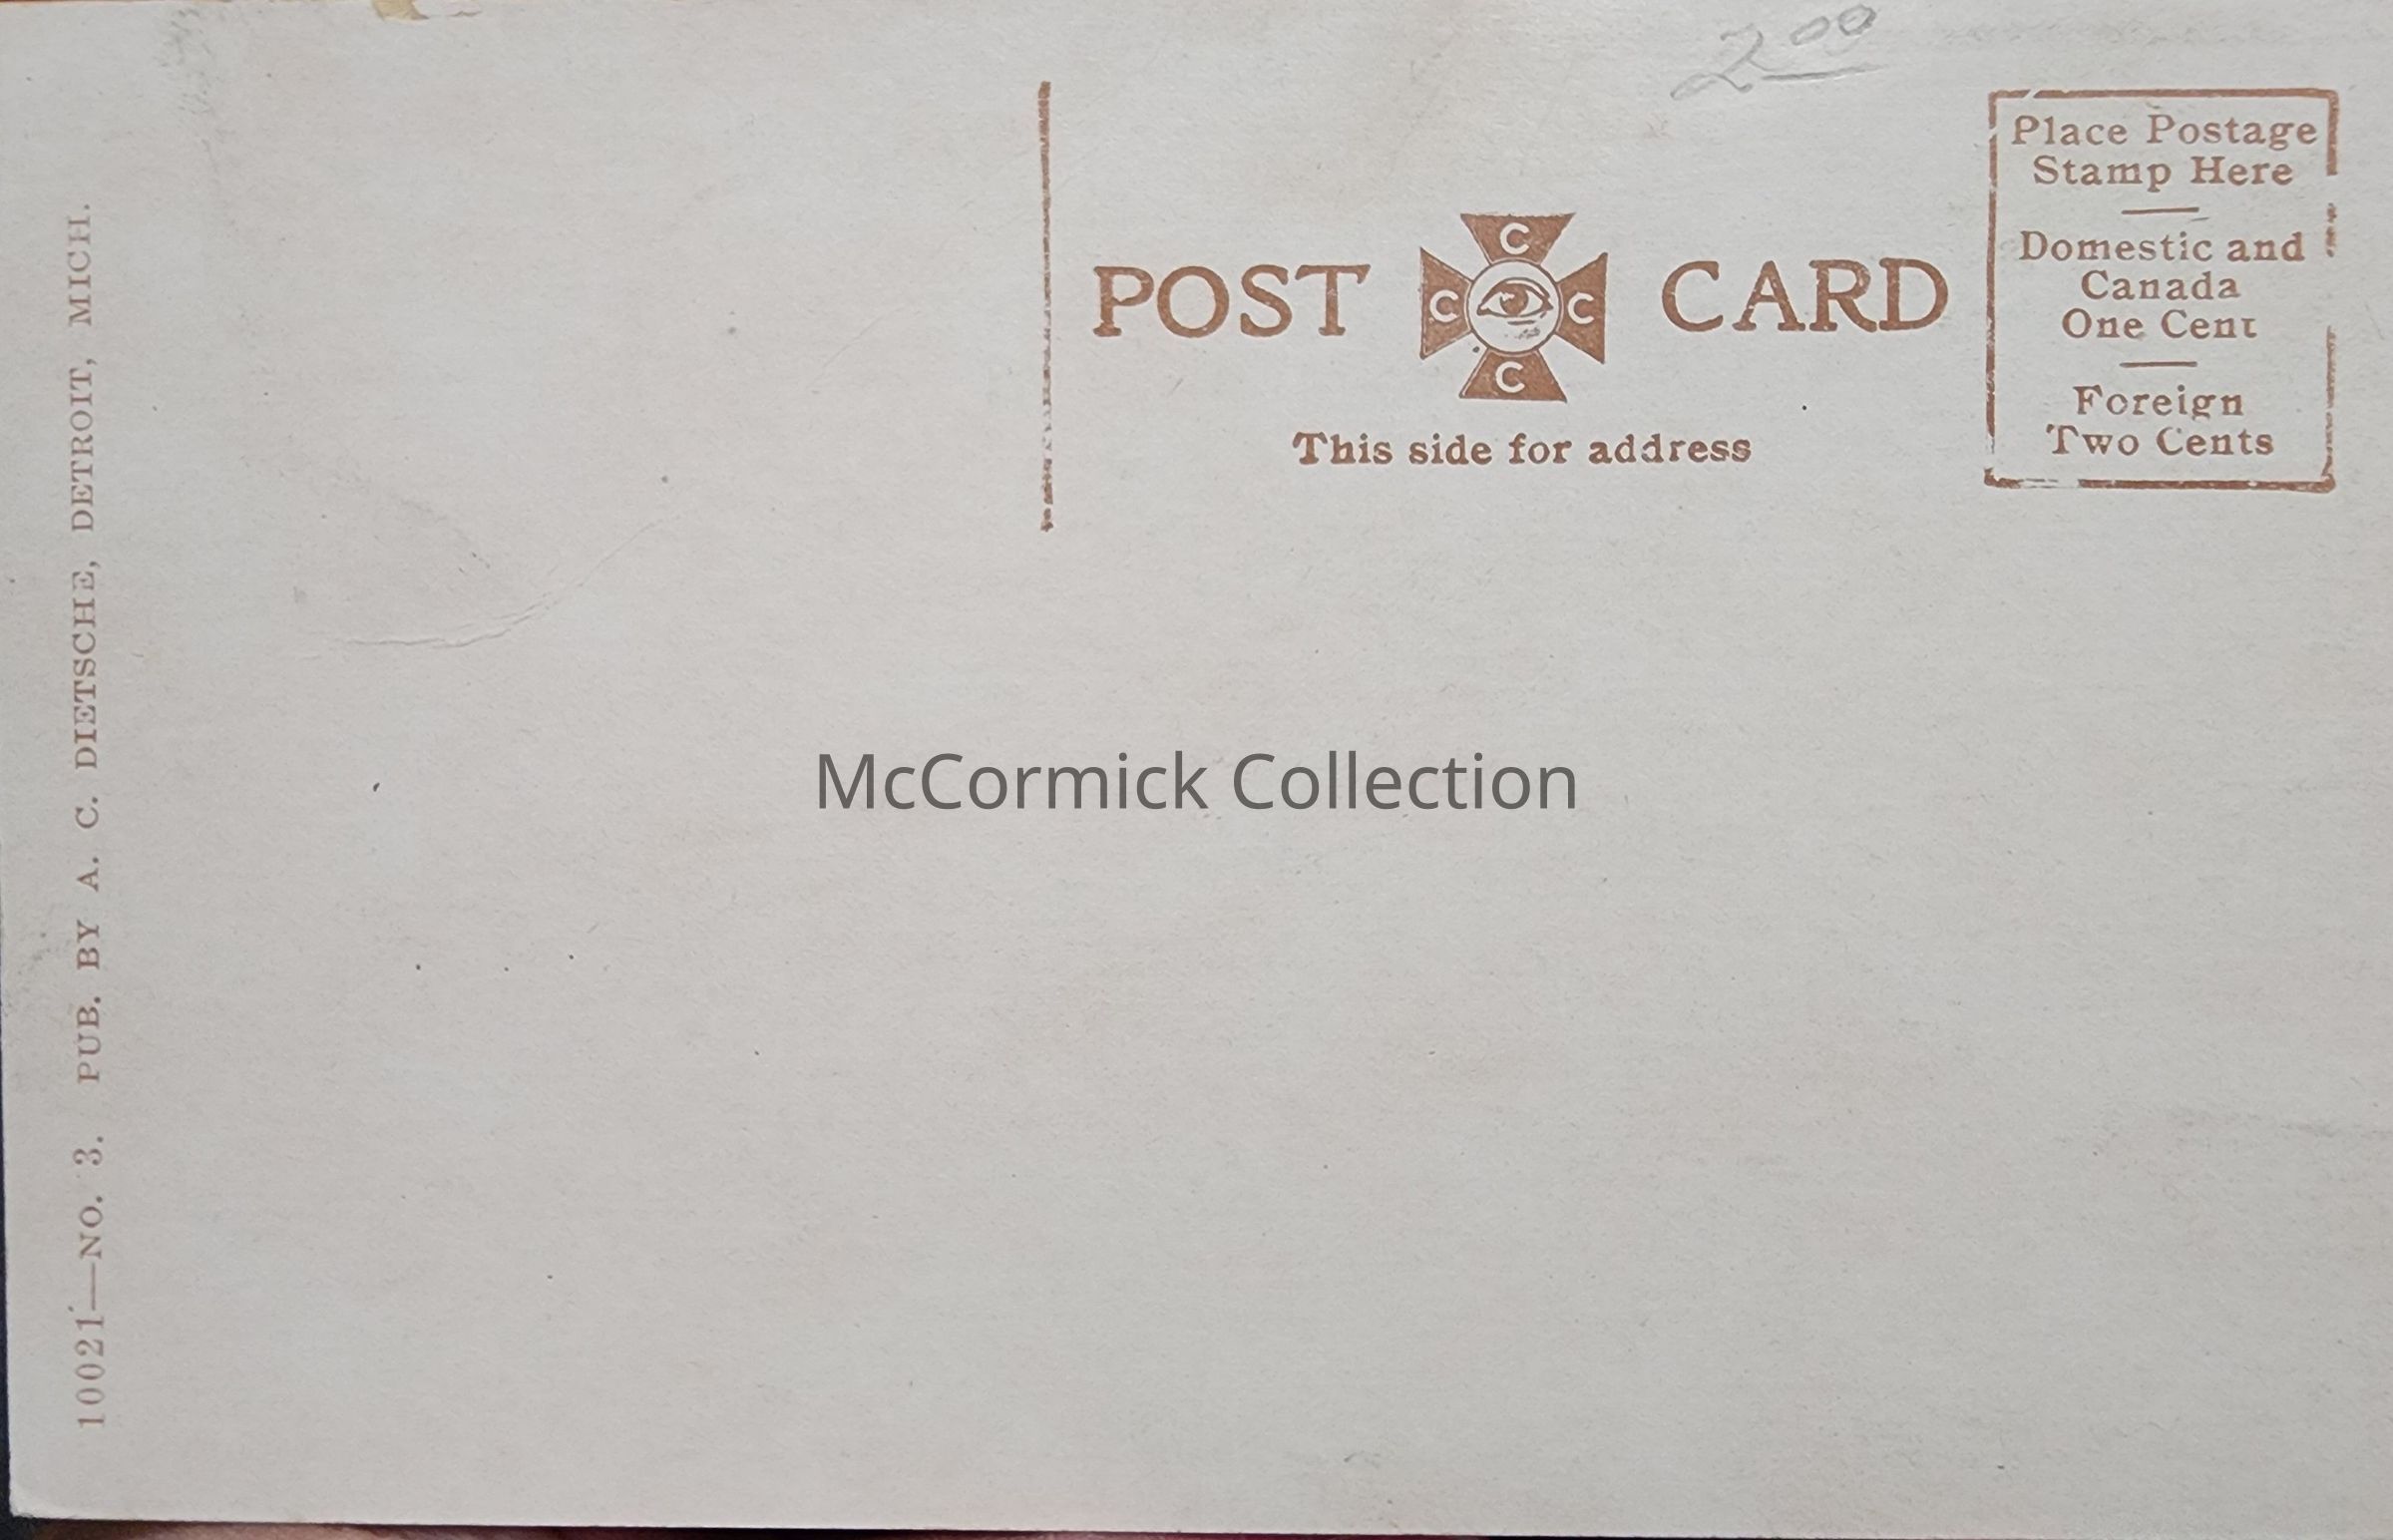 2 00
POST CARD
C
C C
C
This side for address
Place Postage
Stamp Here
Domestic and
Canada
One Cent
Foreign
Two Cents
10021—NO. 3. PUB. BY A. C. DIETSCHE, DETROIT, MICH.
McCormick Collection